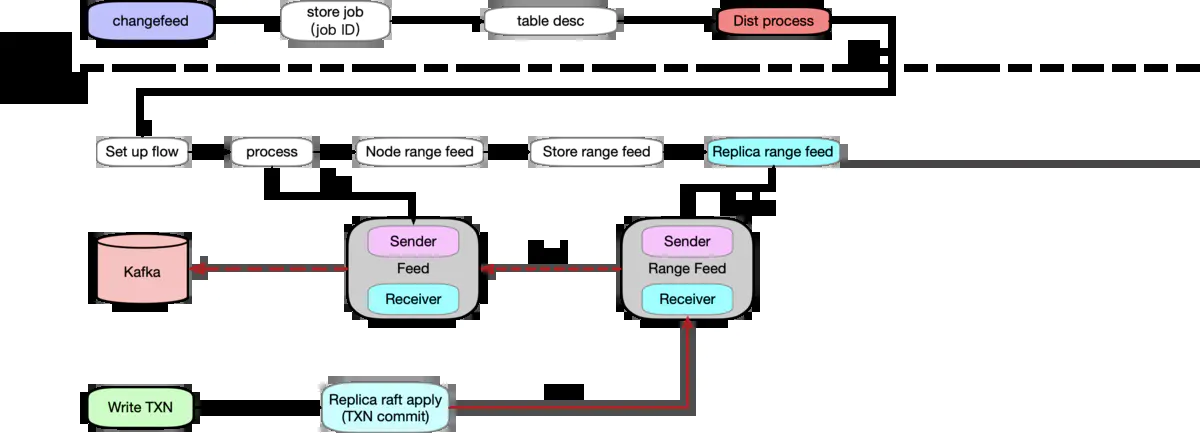 changefeed
store job
(job ID)
table desc
Dist process
Set up flow
process
Node range feed
Store range feed
Replica range feed
Sender
Feed
Receiver
Sender
Range Feed
Receiver
Kafka
Write TXN
Replica raft apply
(TXN commit)